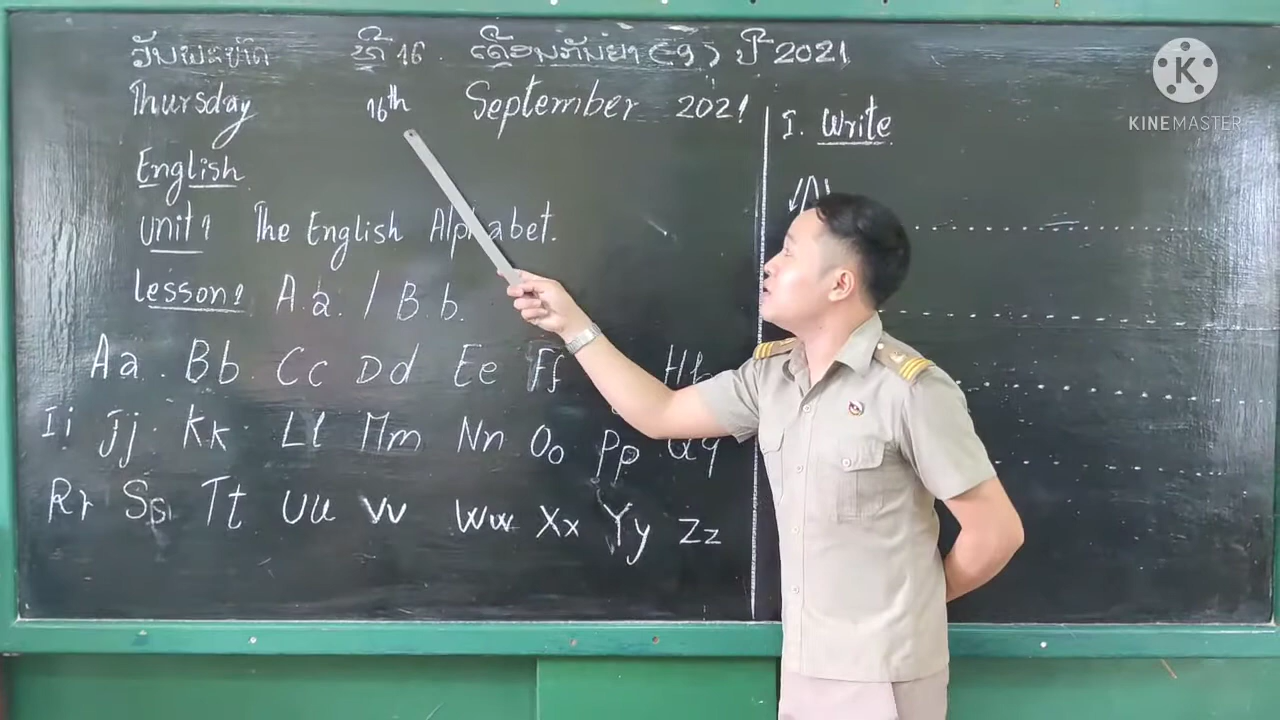 ວັນພະຫັດ ທີ 16 ເດືອນກັນຍາ (9) ປີ 2021
Thursday 16th September 2021
English
Unit 1 The English Alphabet.
Lesson 1 A.a. / B.b.
Aa Bb Cc Dd Ee Ff Hh
Ii Jj Kk Ll Mm Nn Oo Pp Qq
Rr Ss Tt Uu Vv Ww Xx Yy Zz
I. Write
K
KINEMASTER